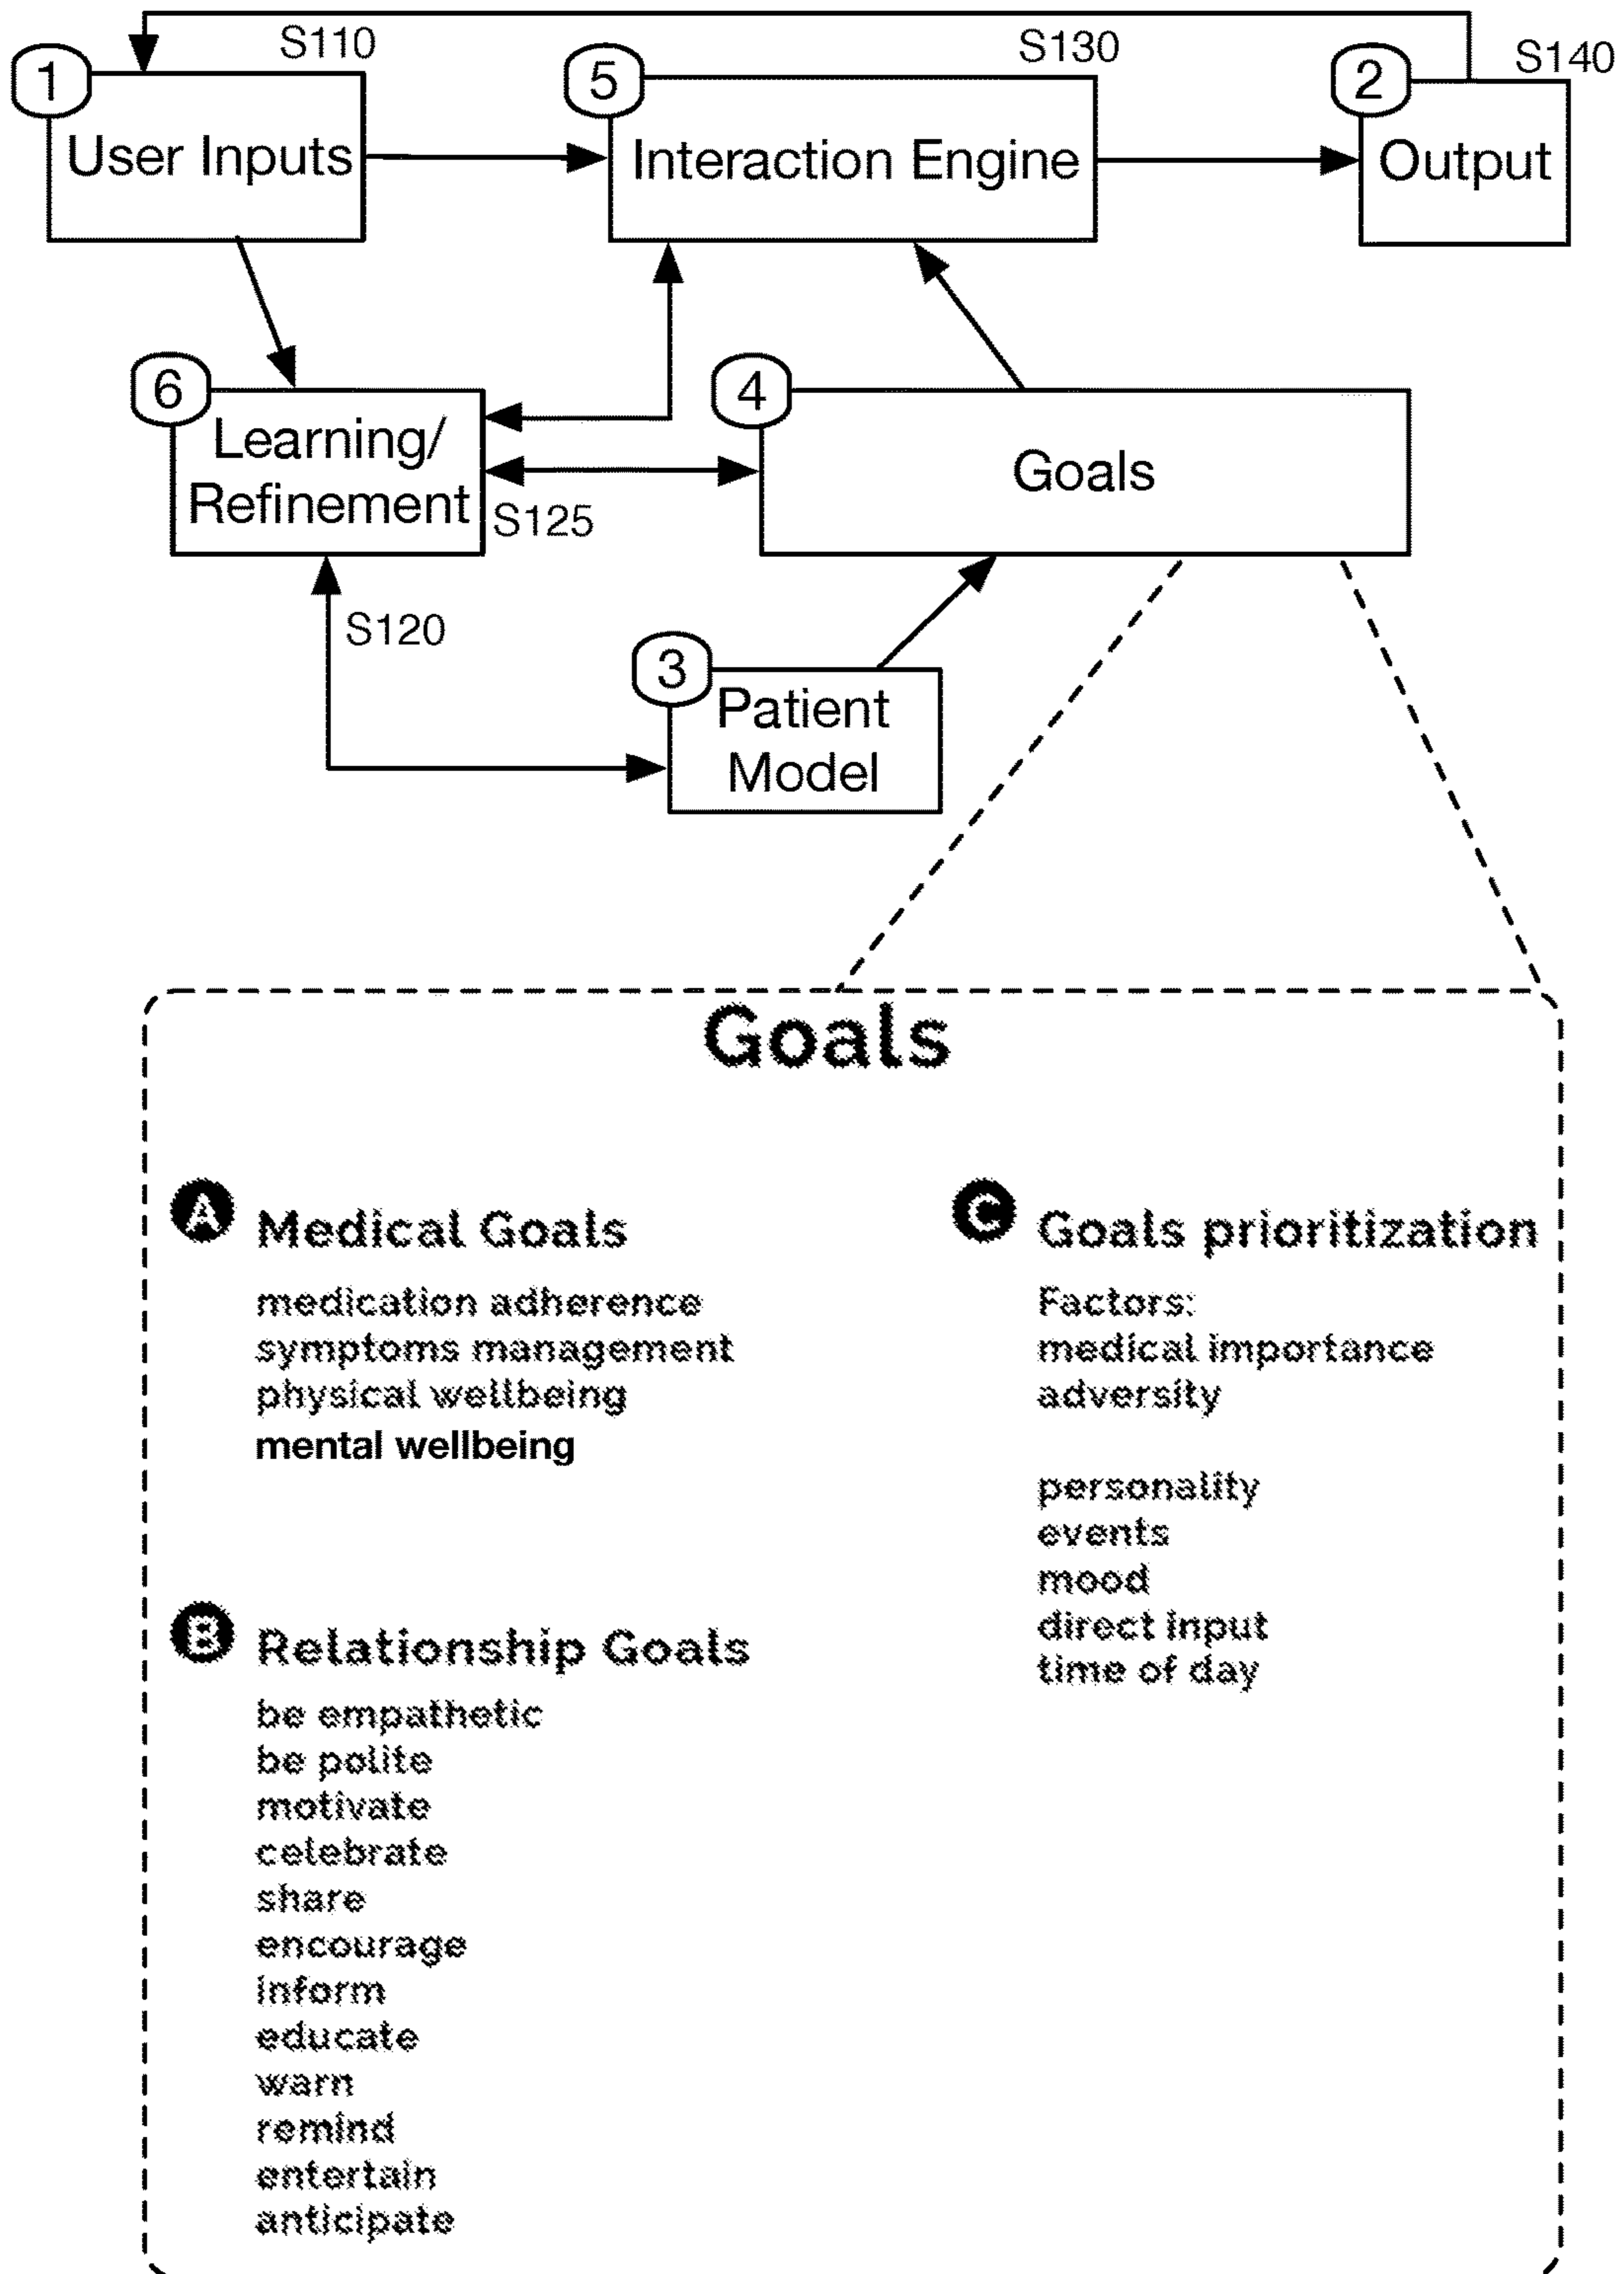 S110
S130
S140
1
5
2
User Inputs
Interaction Engine
Output
6
4
Learning/
Refinement
Goals
S125
S120
3
Patient
Model
Goals
A
Medical Goals
medication adherence
symptoms management
physical wellbeing
mental wellbeing
B
Relationship Goals
be empathetic
be polite
motivate
celebrate
share
encourage
inform
educate
warn
remind
entertain
anticipate
C
Goals prioritization
Factors:
medical importance
adversity
personality
events
mood
direct input
time of day